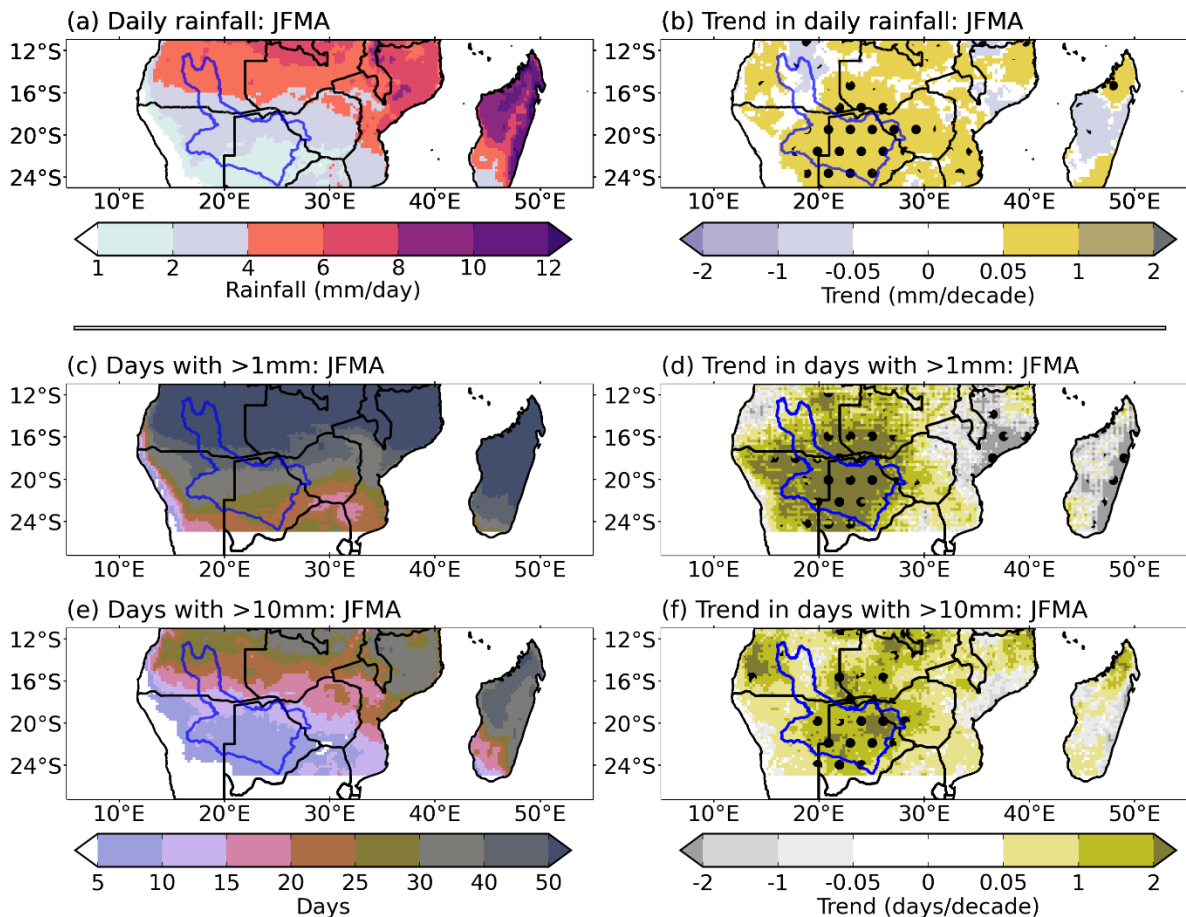 (a) Daily rainfall: JFMA
(b) Trend in daily rainfall: JFMA
12°S
16°S
20°S
24°S
10°E 20°E 30°E 40°E 50°E
12°S
16°S
20°S
24°S
10°E 20°E 30°E 40°E 50°E
1 2 4 6 8 10 12
Rainfall (mm/day)
-2 -1 -0.05 0 0.05 1 2
Trend (mm/decade)
(c) Days with >1mm: JFMA
(d) Trend in days with >1mm: JFMA
12°S
16°S
20°S
24°S
10°E 20°E 30°E 40°E 50°E
12°S
16°S
20°S
24°S
10°E 20°E 30°E 40°E 50°E
(e) Days with >10mm: JFMA
(f) Trend in days with >10mm: JFMA
12°S
16°S
20°S
24°S
10°E 20°E 30°E 40°E 50°E
12°S
16°S
20°S
24°S
10°E 20°E 30°E 40°E 50°E
5 10 15 20 25 30 40 50
Days
-2 -1 -0.05 0 0.05 1 2
Trend (days/decade)